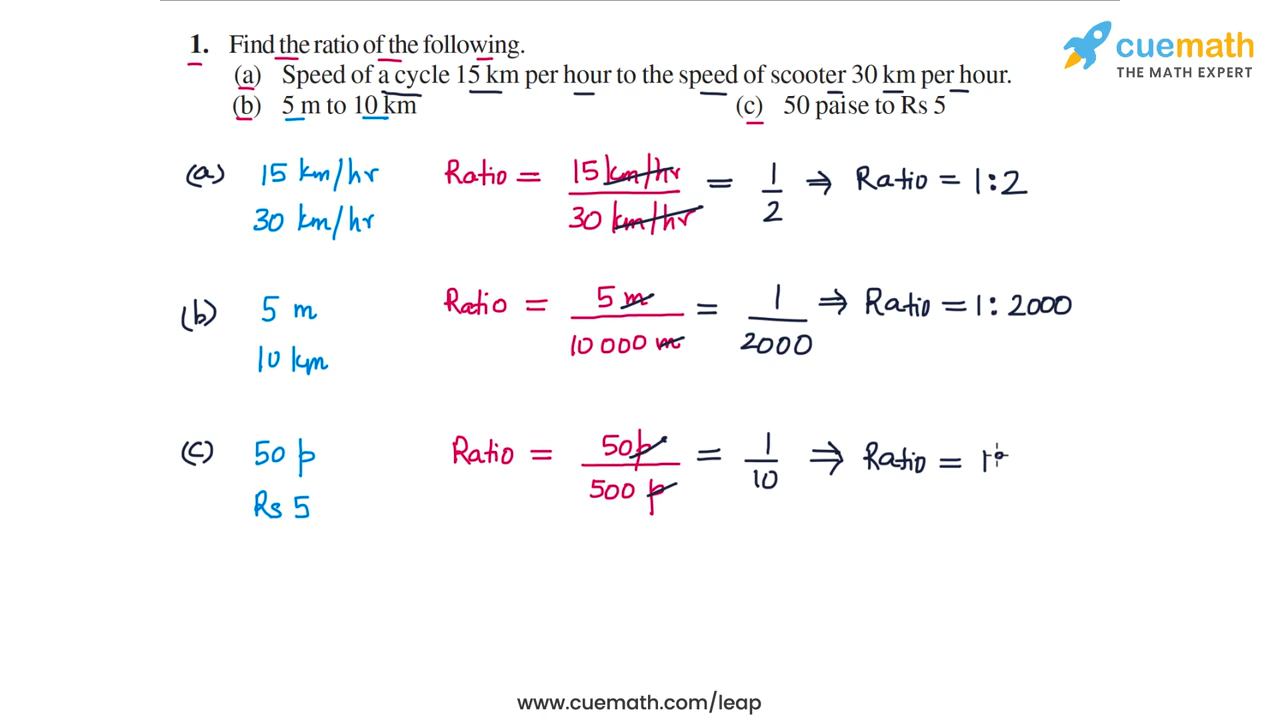 cuemath
THE MATH EXPERT
1. Find the ratio of the following.
(a) Speed of a cycle 15 km per hour to the speed of scooter 30 km per hour.
(b) 5 m to 10 km (c) 50 paise to Rs 5
(a) 15 km/hr Ratio = 15 km/hr / 30 km/hr = 1/2 ⇒ Ratio = 1:2
30 km/hr
(b) 5 m Ratio = 5 m / 10 000 m = 1/2000 ⇒ Ratio = 1: 2000
10 km
(c) 50 p Ratio = 50p / 500 p = 1/10 ⇒ Ratio = 1
Rs 5
www.cuemath.com/leap